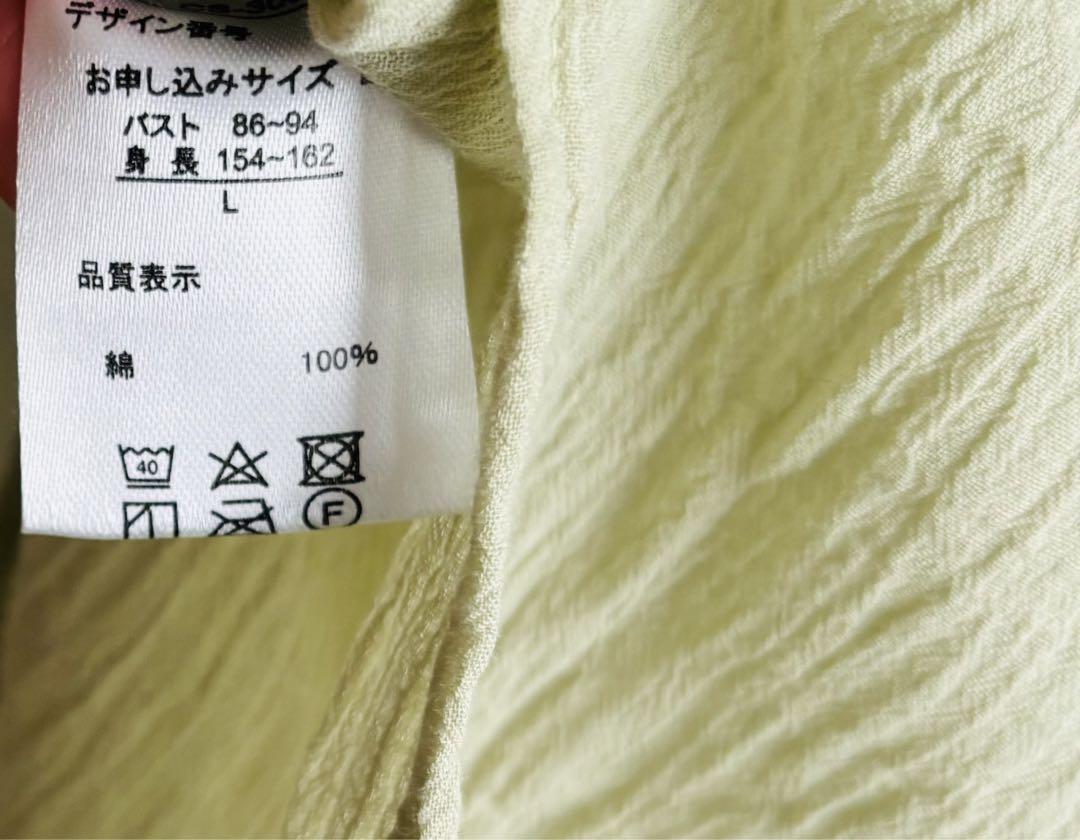 デザイン番号
お申し込みサイズ
バスト 86~94
身長 154~162
L
品質表示
綿 100%
40
F